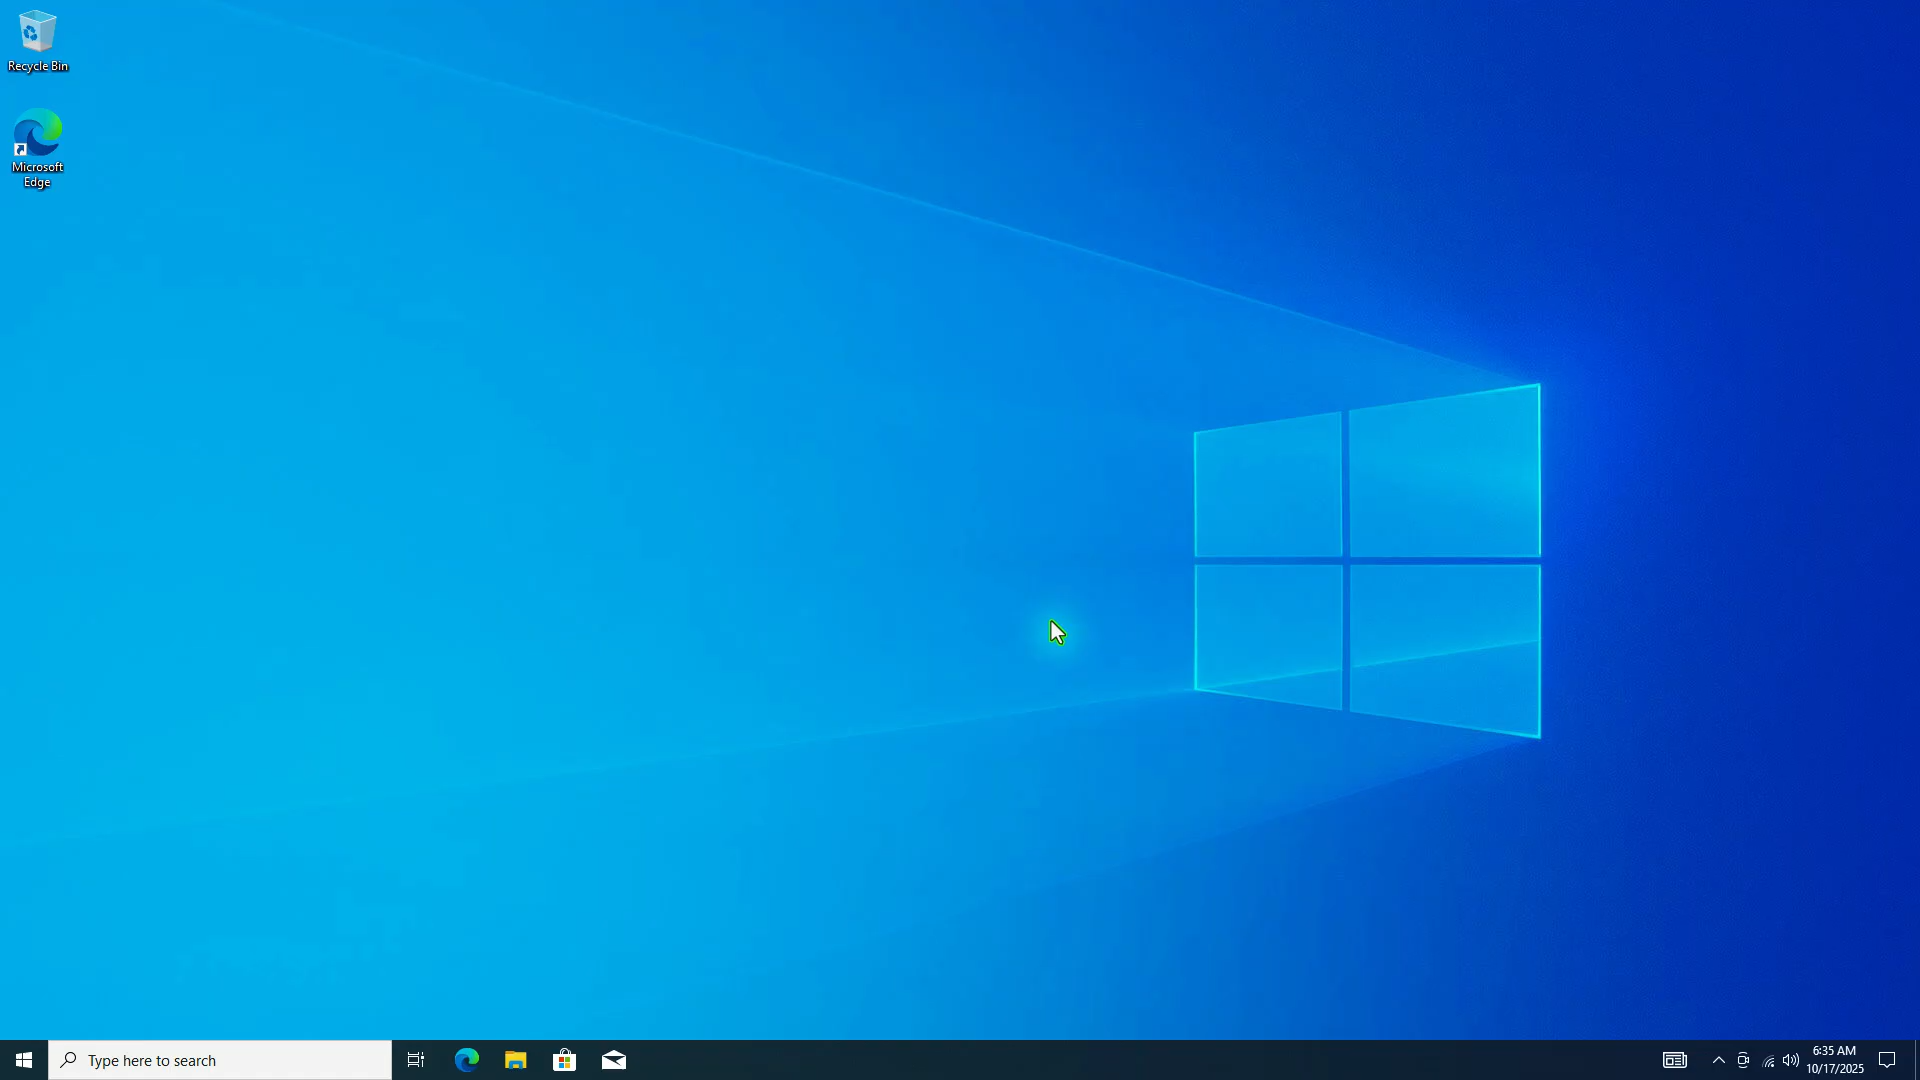 Recycle Bin
Microsoft
Edge
Type here to search
6:35 AM
10/17/2025